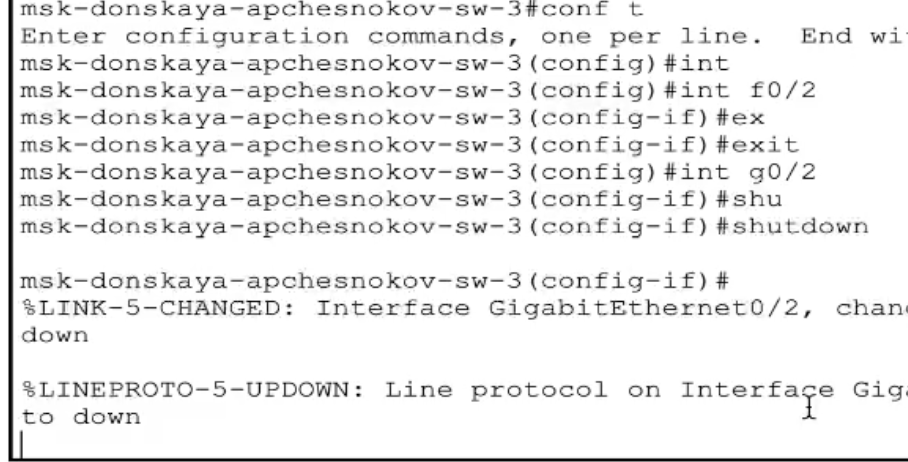 msk-donskaya-apchesnokov-sw-3#conf t
Enter configuration commands, one per line.  End
msk-donskaya-apchesnokov-sw-3(config)#int
msk-donskaya-apchesnokov-sw-3(config)#int f0/2
msk-donskaya-apchesnokov-sw-3(config-if)#ex
msk-donskaya-apchesnokov-sw-3(config-if)#exit
msk-donskaya-apchesnokov-sw-3(config)#int g0/2
msk-donskaya-apchesnokov-sw-3(config-if)#shu
msk-donskaya-apchesnokov-sw-3(config-if)#shutdown
msk-donskaya-apchesnokov-sw-3(config-if)#
%LINK-5-CHANGED: Interface GigabitEthernet0/2,
down
%LINEPROTO-5-UPDOWN: Line protocol on Interface
to down